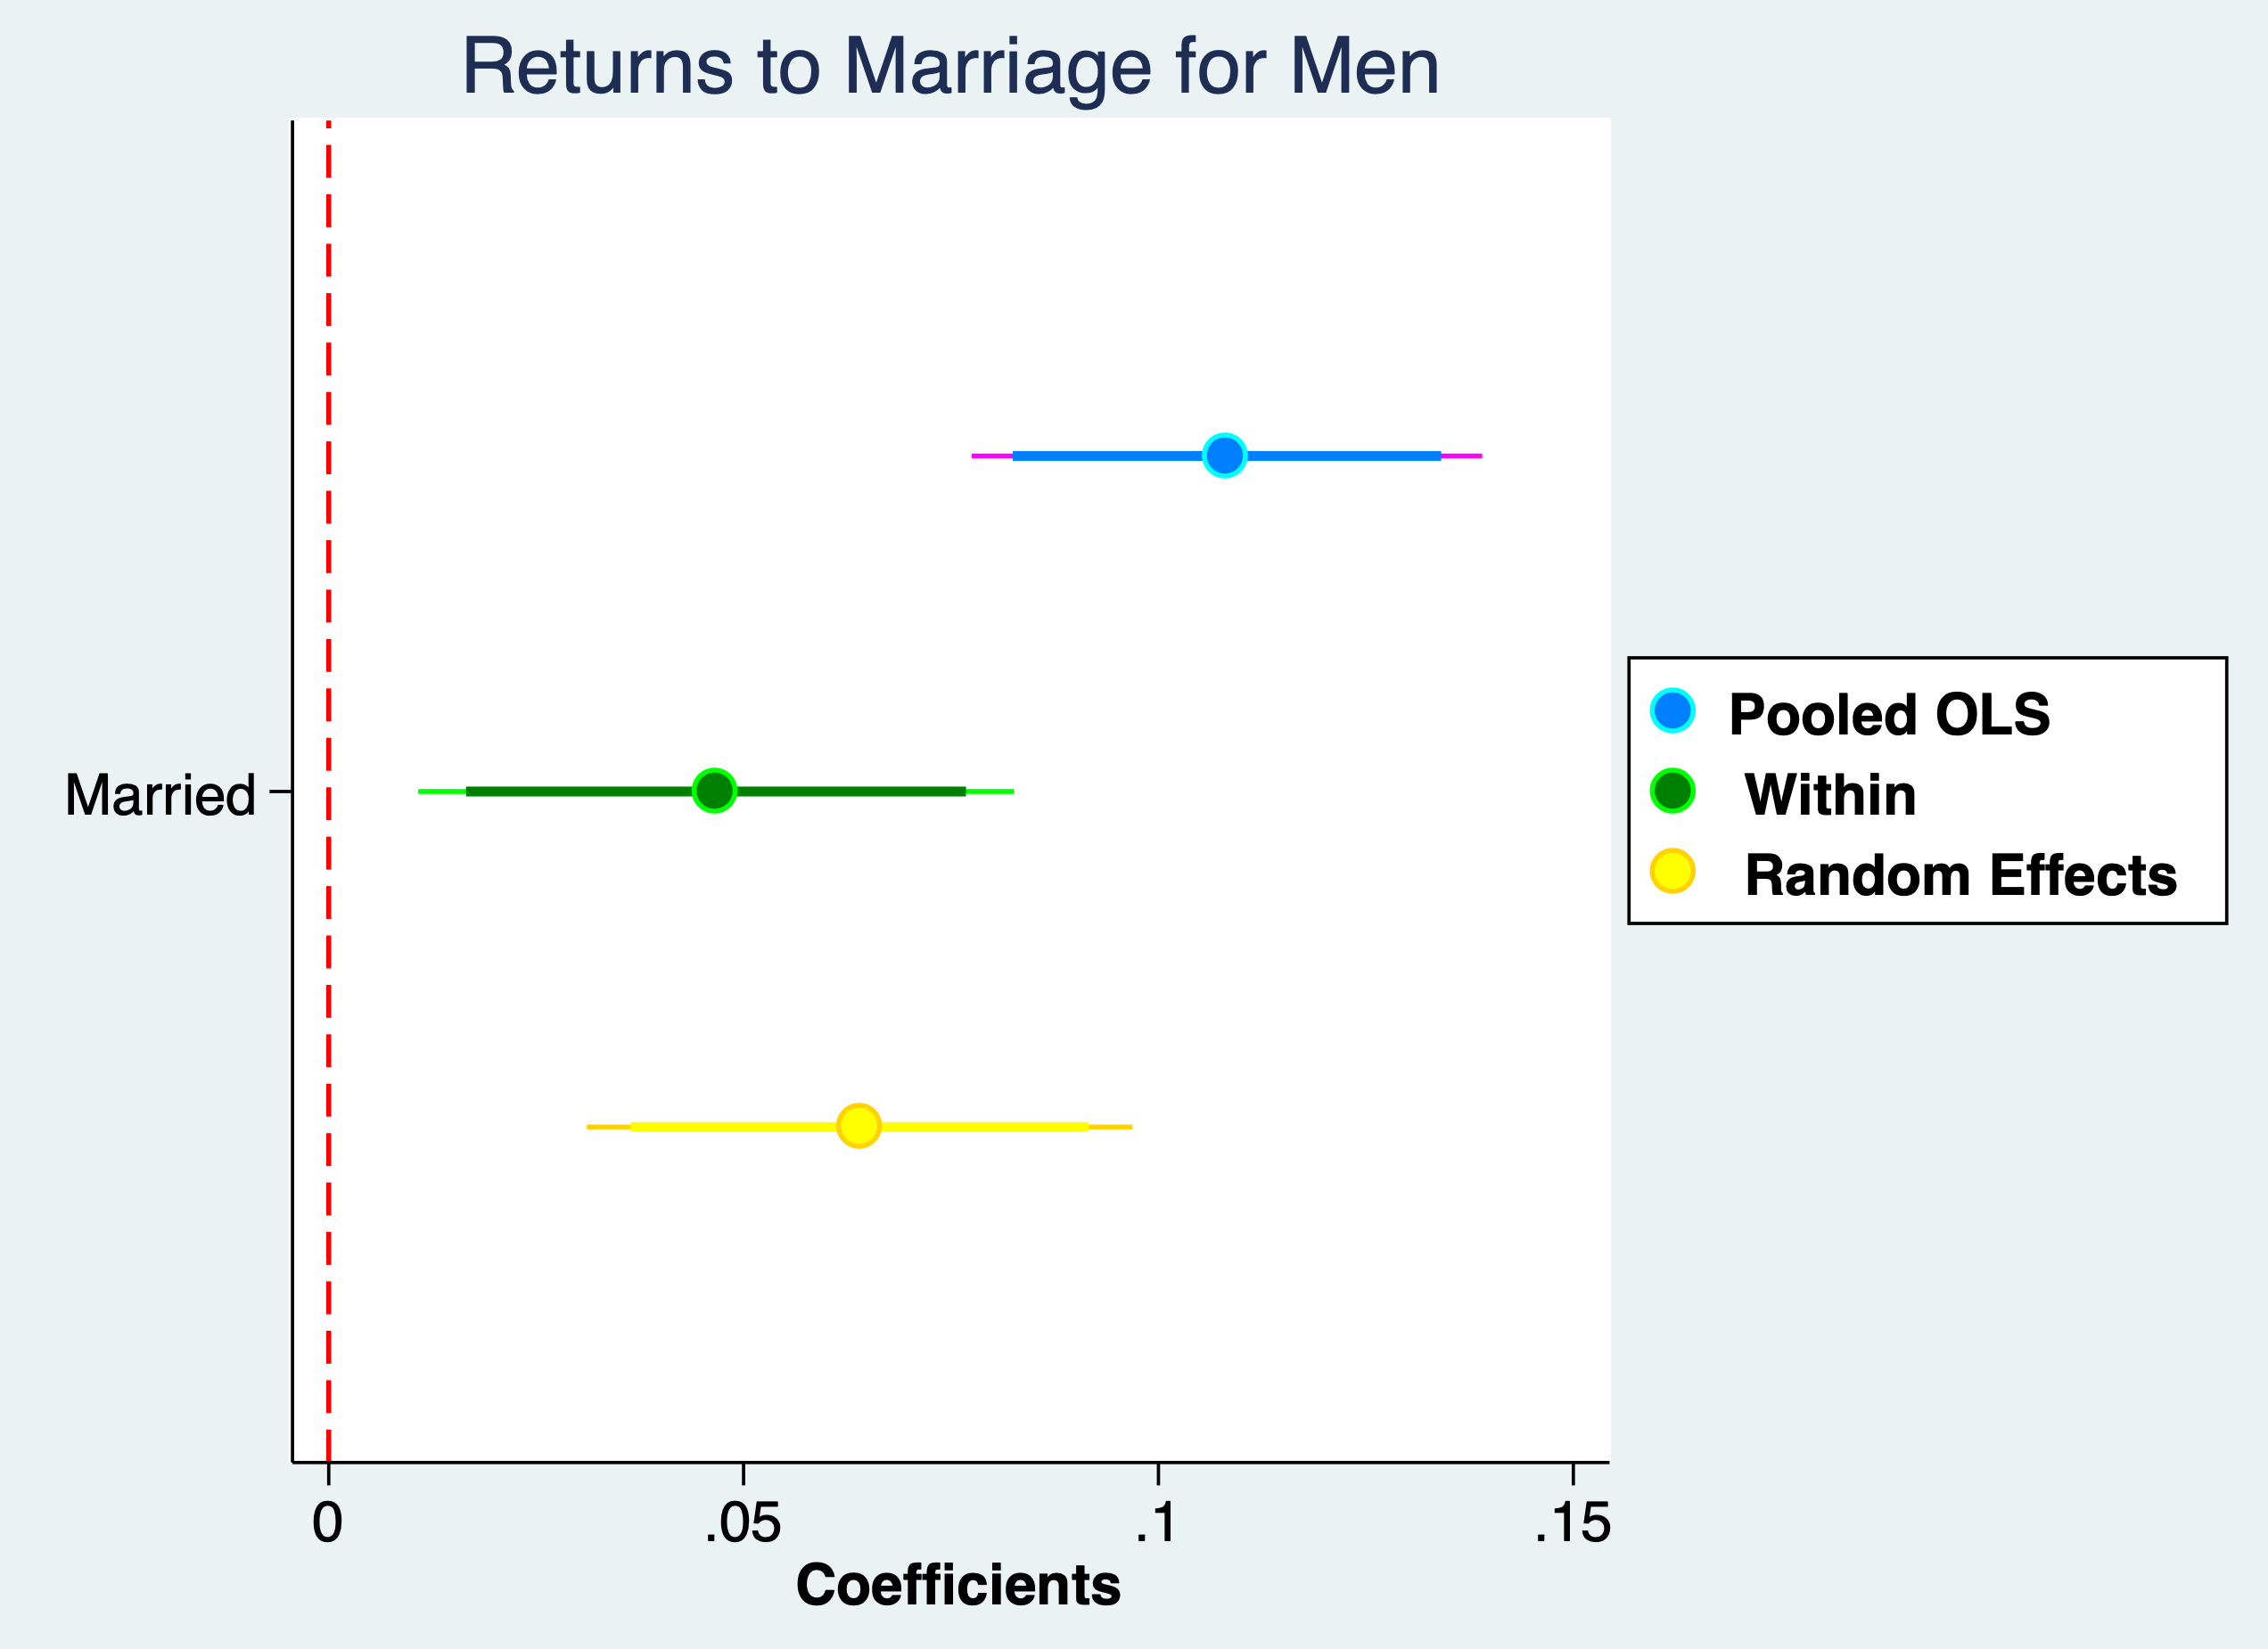 Returns to Marriage for Men
Married
Pooled OLS
Within
Random Effects
0 .05 .1 .15
Coefficients